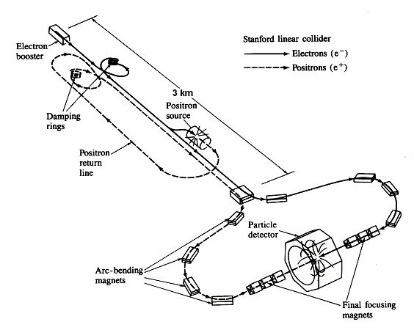 Stanford linear collider
Electrons (e⁻)
Positrons (e⁺)
Electron
booster
3 km
Positron
source
Damping
rings
Positron
return
line
Particle
detector
Arc-bending
magnets
Final focusing
magnets